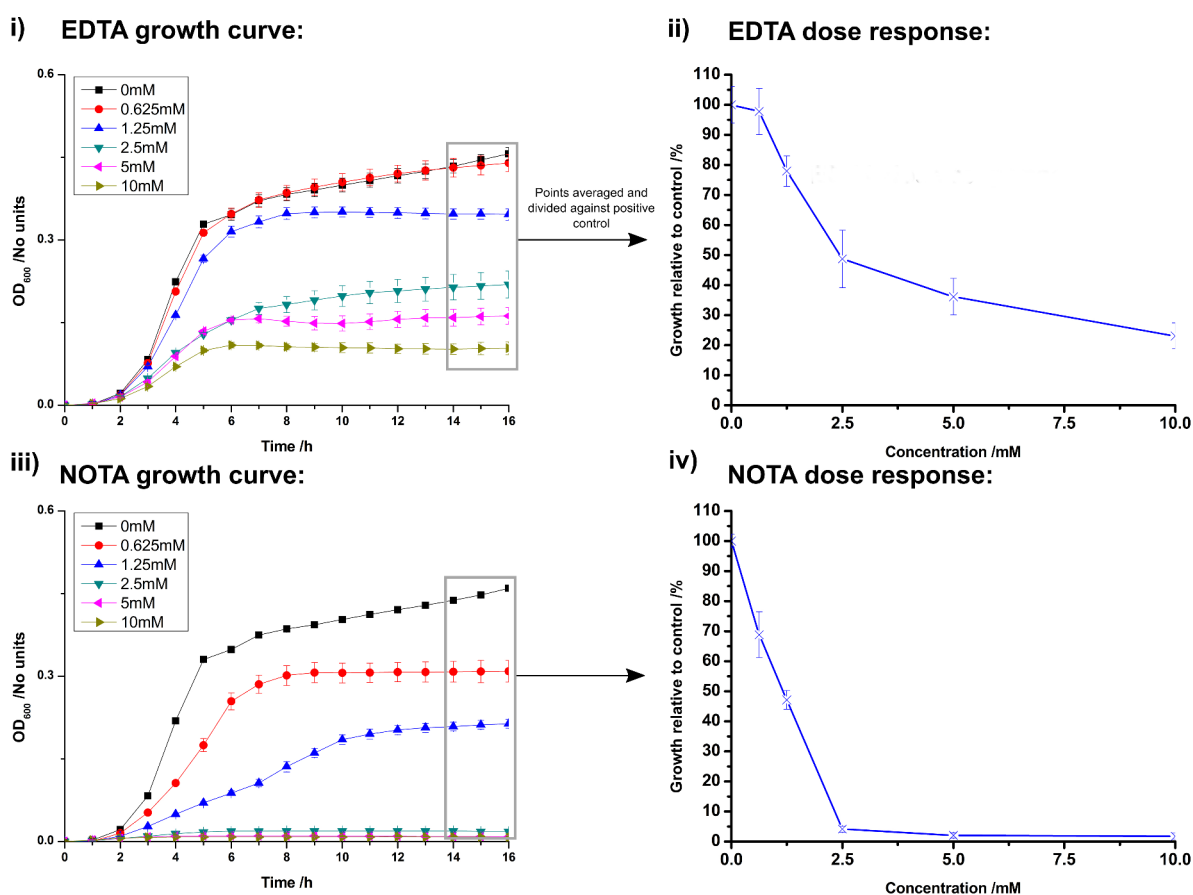 i) EDTA growth curve:
0.6
0.3
0.0
OD600 /No units
0mM
0.625mM
1.25mM
2.5mM
5mM
10mM
0 2 4 6 8 10 12 14 16
Time /h
Points averaged and
divided against positive
control
ii) EDTA dose response:
110
100
90
80
70
60
50
40
30
20
10
0
Growth relative to control /%
0.0 2.5 5.0 7.5 10.0
Concentration /mM
iii) NOTA growth curve:
0.6
0.3
0.0
OD600 /No units
0mM
0.625mM
1.25mM
2.5mM
5mM
10mM
0 2 4 6 8 10 12 14 16
Time /h
iv) NOTA dose response:
110
100
90
80
70
60
50
40
30
20
10
0
Growth relative to control /%
0.0 2.5 5.0 7.5 10.0
Concentration /mM